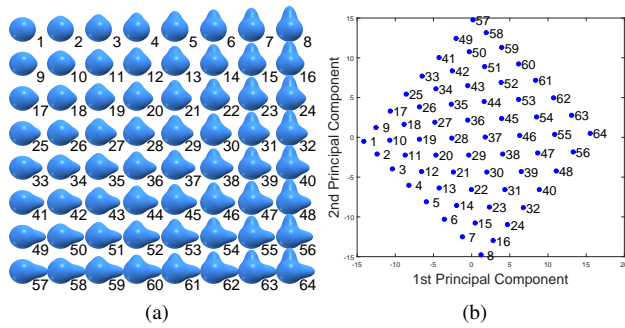 1 2 3 4 5 6 7 8
9 10 11 12 13 14 15 16
17 18 19 20 21 22 23 24
25 26 27 28 29 30 31 32
33 34 35 36 37 38 39 40
41 42 43 44 45 46 47 48
49 50 51 52 53 54 55 56
57 58 59 60 61 62 63 64
(a)
2nd Principal Component
15
10
5
0
-5
-10
-15
57
49 58
50 59
41
42 51 60
33
43 52 61
34
25 35 44 53 62
26
17 36 45 54 63
27
9 18 28 37 46 55 64
1 10 19
2 11 20 29 38 47 56
3 12 21 30 39 48
4 13 22 31 40
5 14 23 32
6 15 24
7 16
8
-15 -10 -5 0 5 10 15 20
1st Principal Component
(b)